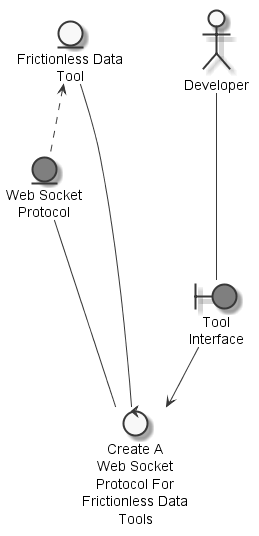 Frictionless Data
Tool
Developer
Web Socket
Protocol
Tool
Interface
Create A
Web Socket
Protocol For
Frictionless Data
Tools